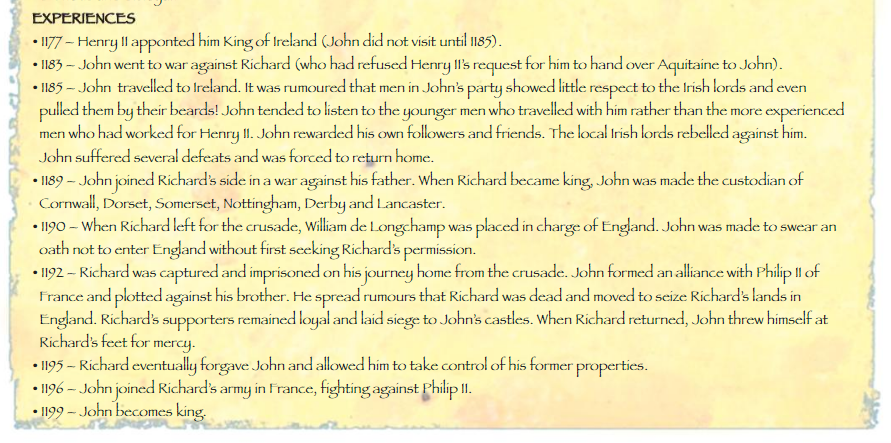 EXPERIENCES
• 1177 – Henry II apponted him King of Ireland (John did not visit until 1185).
• 1183 – John went to war against Richard (who had refused Henry II's request for him to hand over Aquitaine to John).
• 1185 – John travelled to Ireland. It was rumoured that men in John's party showed little respect to the Irish lords and even
pulled them by their beards! John tended to listen to the younger men who travelled with him rather than the more experienced
men who had worked for Henry II. John rewarded his own followers and friends. The local Irish lords rebelled against him.
John suffered several defeats and was forced to return home.
• 1189 – John joined Richard's side in a war against his father. When Richard became king, John was made the custodian of
Cornwall, Dorset, Somerset, Nottingham, Derby and Lancaster.
• 1190 – When Richard left for the crusade, William de Longchamp was placed in charge of England. John was made to swear an
oath not to enter England without first seeking Richard's permission.
• 1192 – Richard was captured and imprisoned on his journey home from the crusade. John formed an alliance with Philip II of
France and plotted against his brother. He spread rumours that Richard was dead and moved to seize Richard's lands in
England. Richard's supporters remained loyal and laid siege to John's castles. When Richard returned, John threw himself at
Richard's feet for mercy.
• 1195 – Richard eventually forgave John and allowed him to take control of his former properties.
• 1196 – John joined Richard's army in France, fighting against Philip II.
• 1199 – John becomes king.